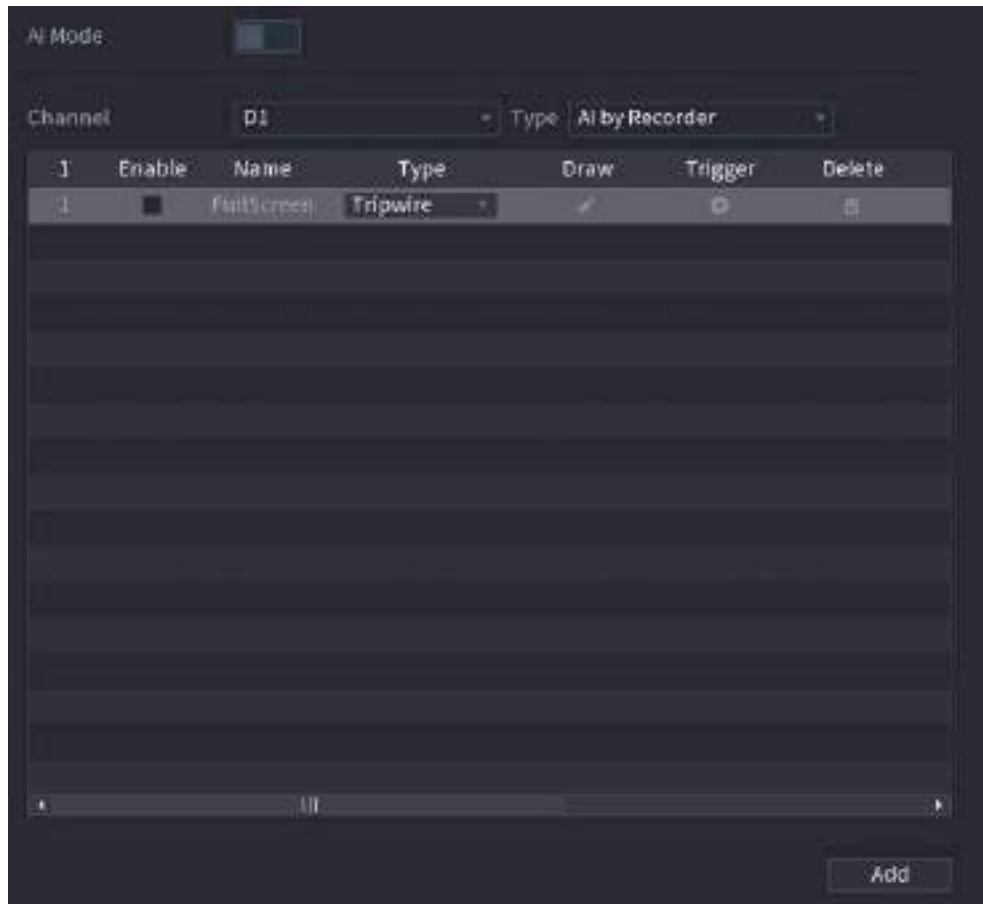 AI Mode
Channel D1 Type AI by Recorder
1 Enable Name Type Draw Trigger Delete
1 FullScreen Tripwire
Add